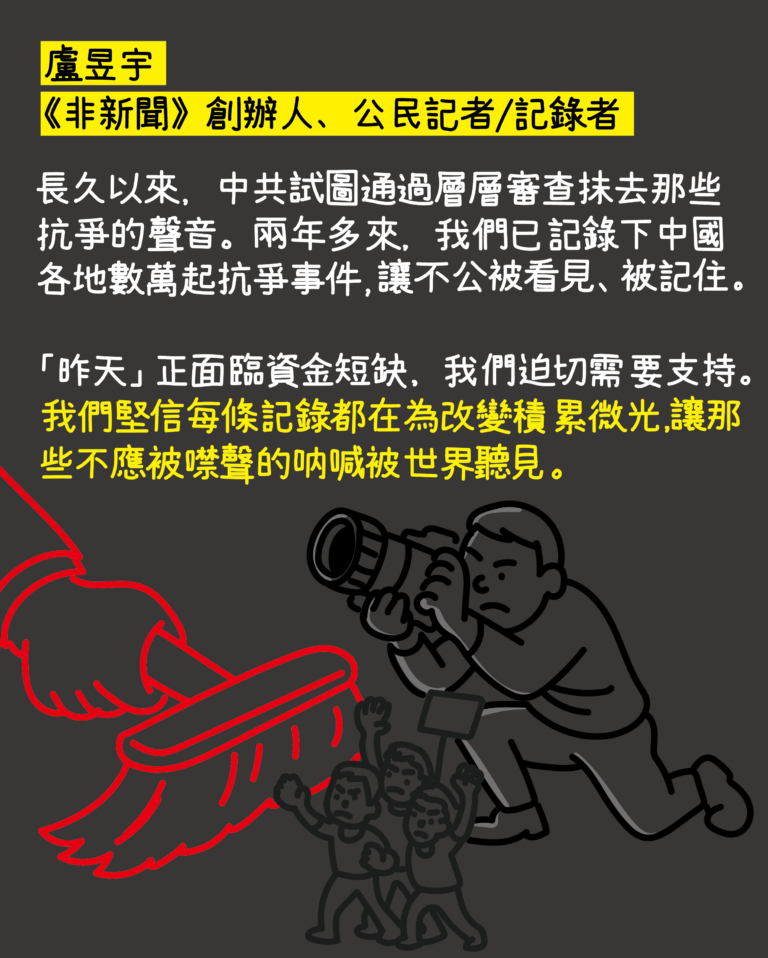 盧昱宇
《非新聞》創辦人、公民記者/記錄者
長久以來，中共試圖通過層層審查抹去那些
抗爭的聲音。兩年多來，我們已記錄下中國
各地數萬起抗爭事件,讓不公被看見、被記住。
「昨天」正面臨資金短缺，我們迫切需要支持。
我們堅信每條記錄都在為改變積累微光,讓那
些不應被噤聲的吶喊被世界聽見。